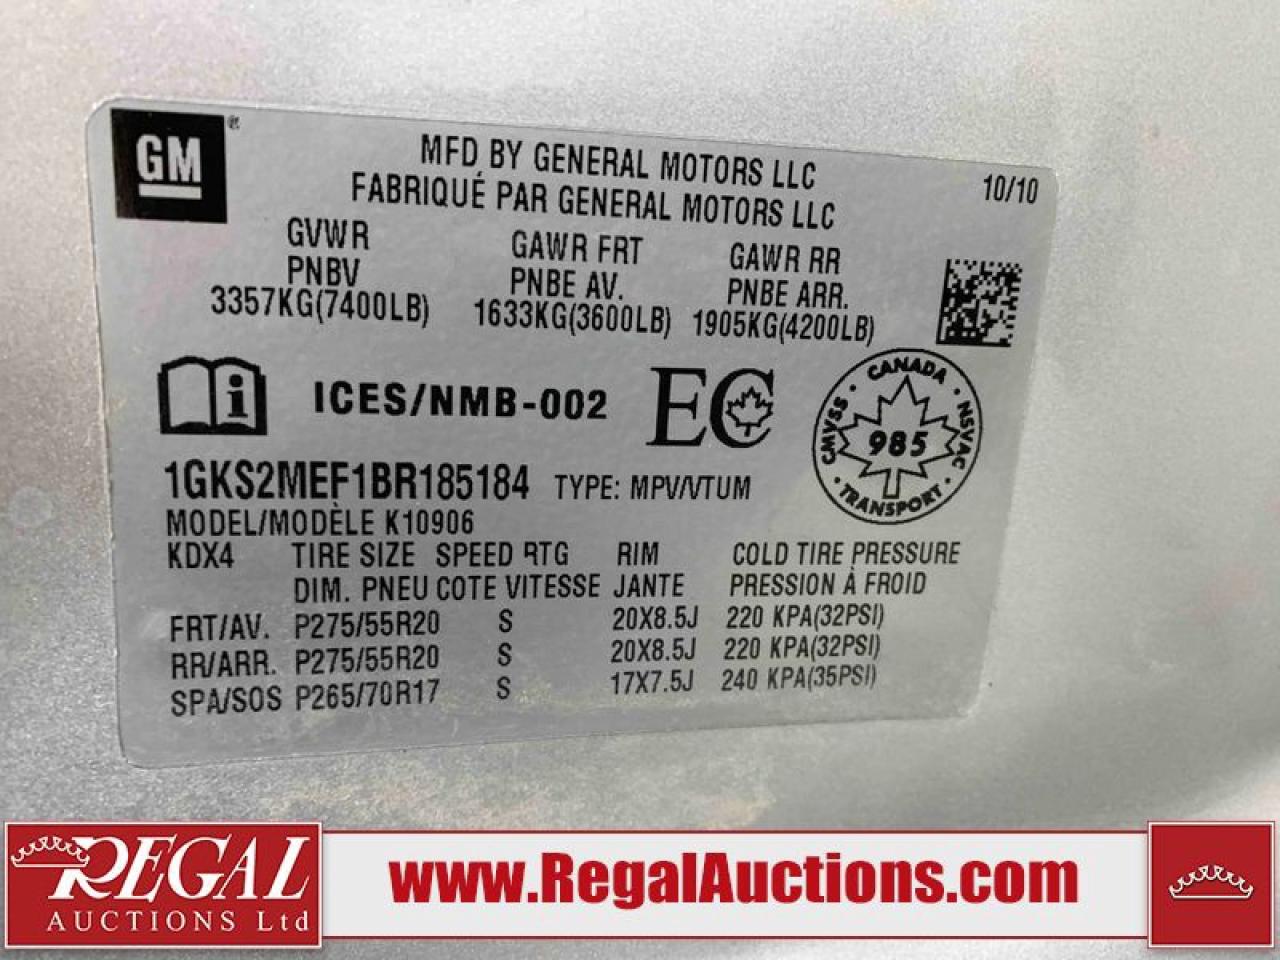 GM
®
MFD BY GENERAL MOTORS LLC
FABRIQUÉ PAR GENERAL MOTORS LLC
10/10
GVWR GAWR FRT GAWR RR
PNBV PNBE AV. PNBE ARR.
3357KG(7400LB) 1633KG(3600LB) 1905KG(4200LB)
ICES/NMB-002 EC
CANADA
CMVSS 985 NSVAC
TRANSPORT
1GKS2MEF1BR185184 TYPE: MPV/VTUM
MODEL/MODÈLE K10906
KDX4 TIRE SIZE SPEED RTG RIM COLD TIRE PRESSURE
DIM. PNEU COTE VITESSE JANTE PRESSION À FROID
FRT/AV. P275/55R20 S 20X8.5J 220 KPA(32PSI)
RR/ARR. P275/55R20 S 20X8.5J 220 KPA(32PSI)
SPA/SOS P265/70R17 S 17X7.5J 240 KPA(35PSI)
REGAL
AUCTIONS Ltd
www.RegalAuctions.com